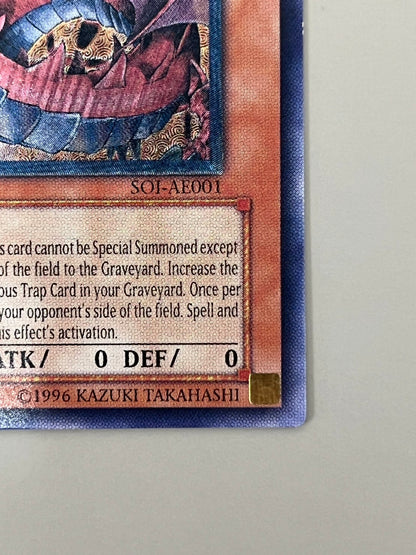 SOI-AE001
s card cannot be Special Summoned except
of the field to the Graveyard. Increase the
ous Trap Card in your Graveyard. Once per
your opponent's side of the field. Spell and
is effect's activation.
ATK/ 0 DEF/ 0
©1996 KAZUKI TAKAHASHI